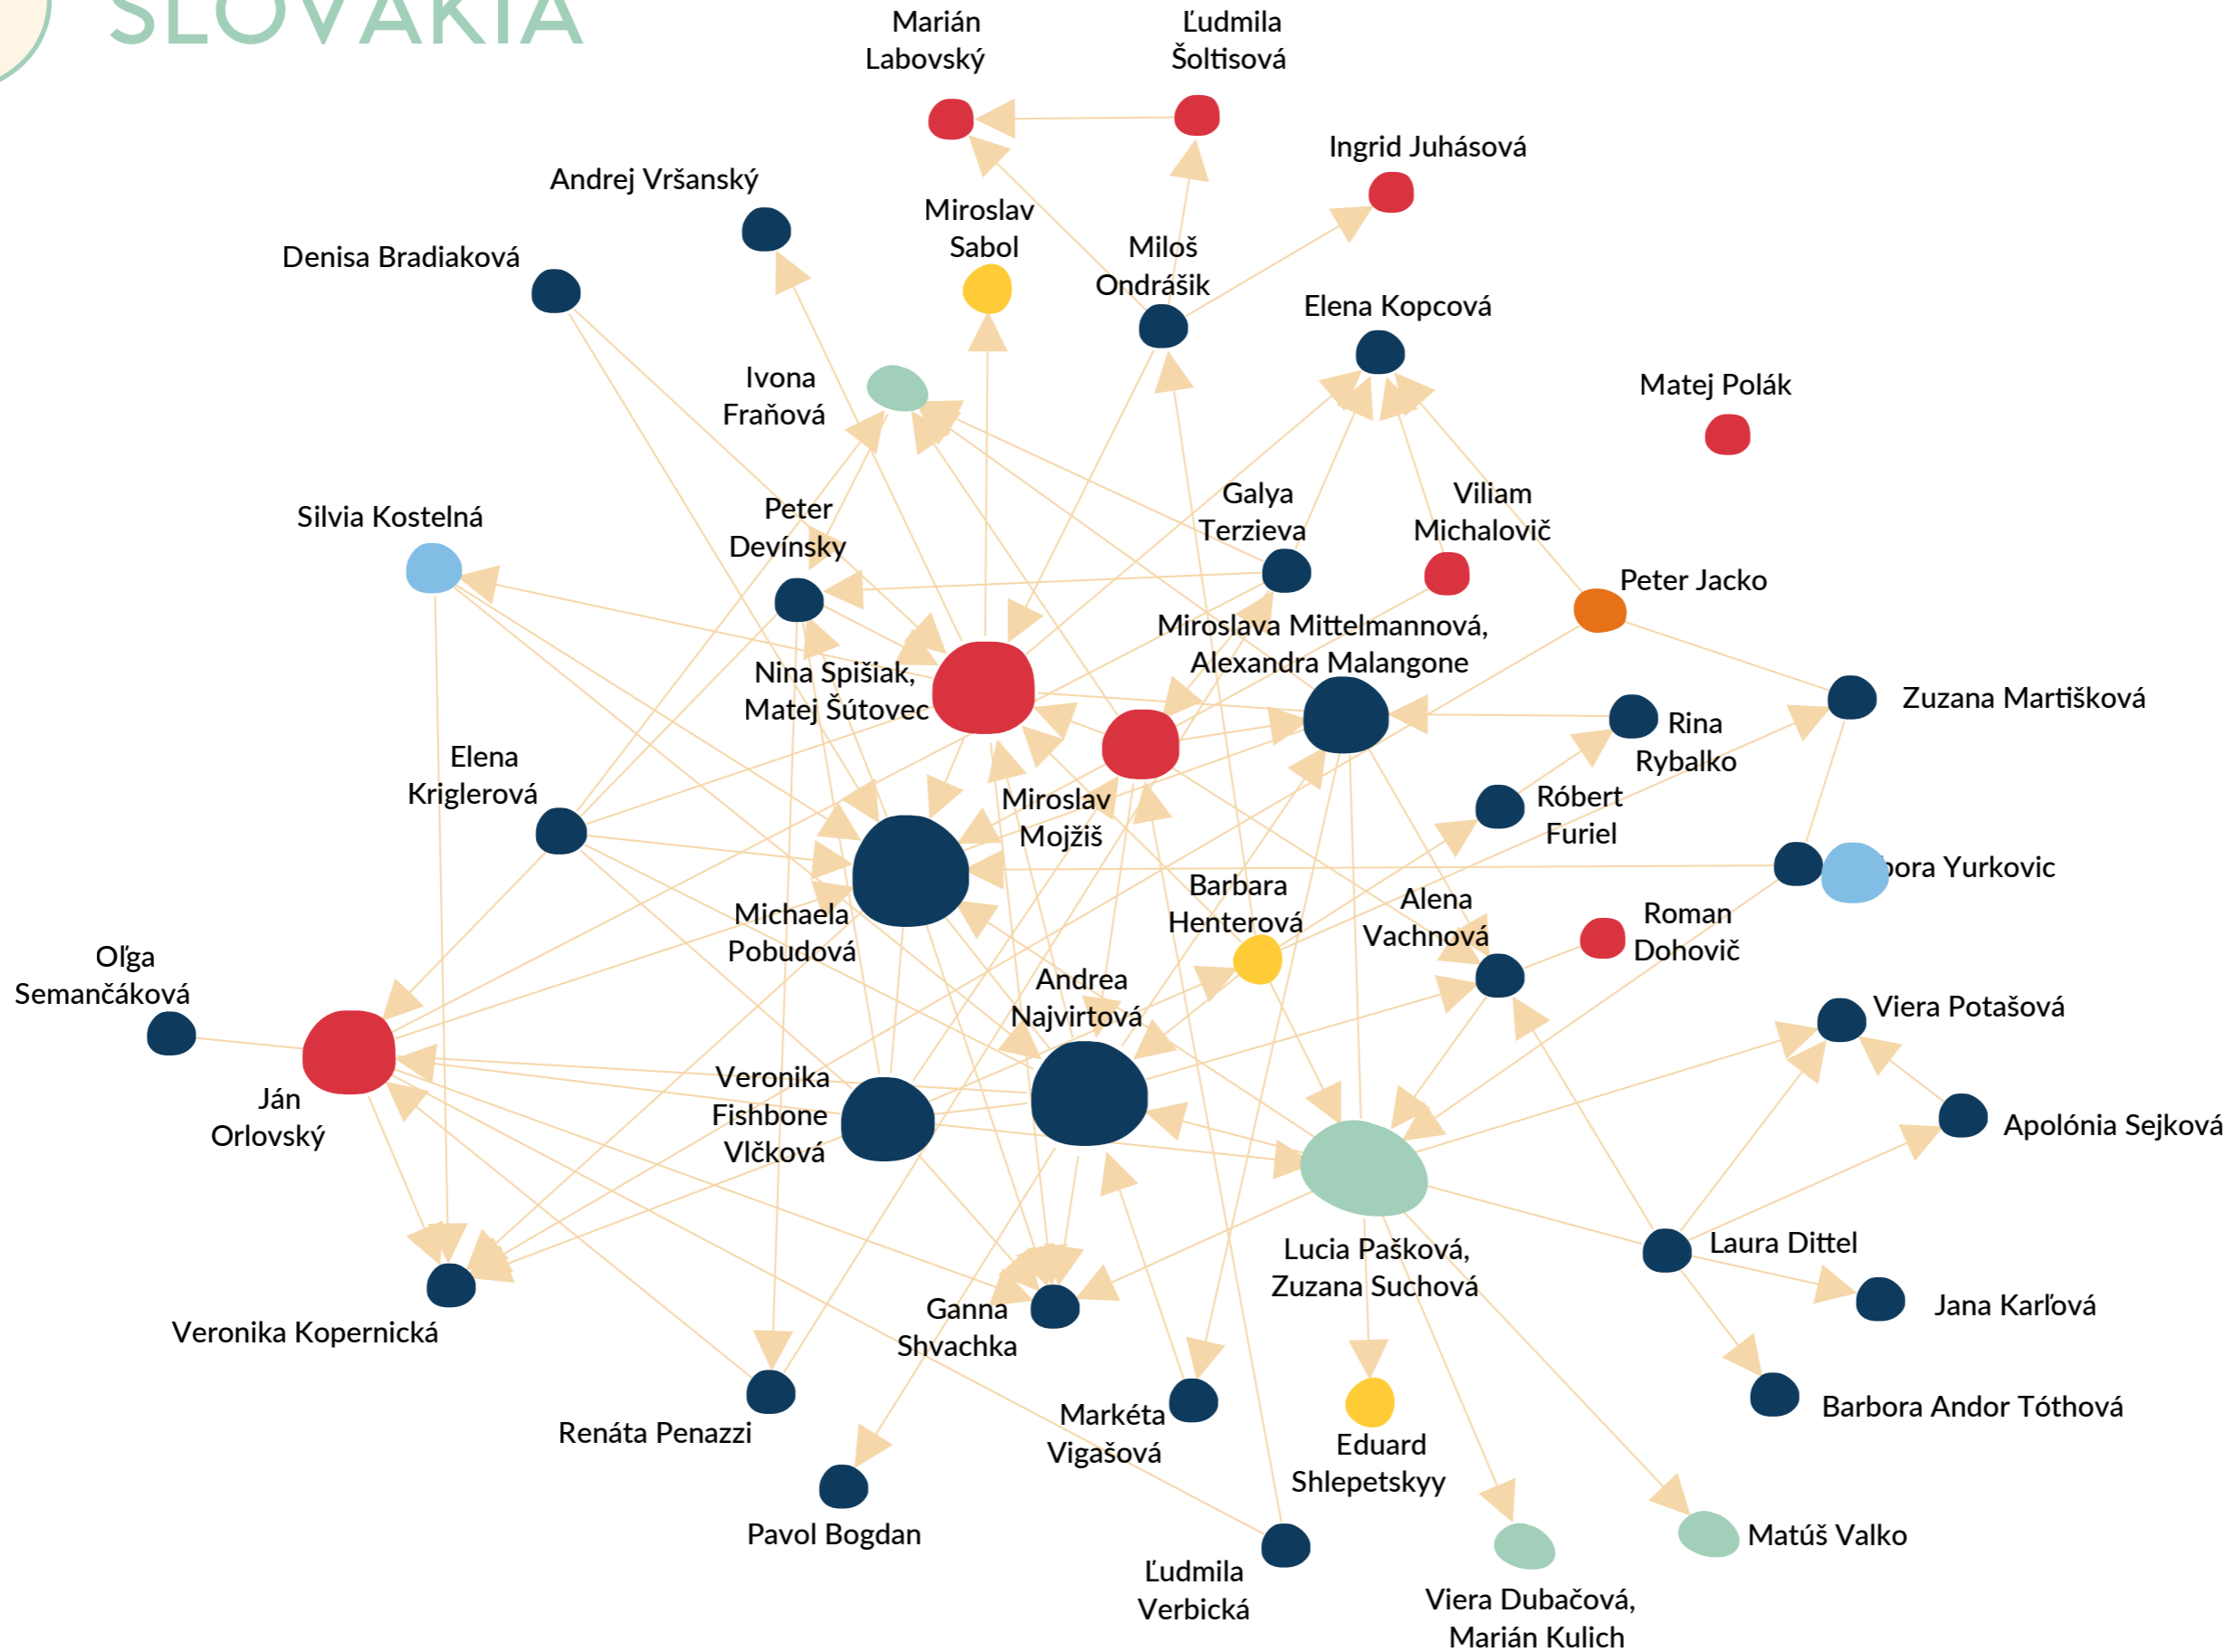 SLOVAKIA
Marián
Labovský
Ľudmila
Šoltisová
Ingrid Juhásová
Andrej Vršanský
Miroslav
Sabol
Denisa Bradiaková
Miloš
Ondrášik
Elena Kopcová
Ivona
Fraňová
Matej Polák
Silvia Kostelná
Peter
Devínsky
Galya
Terzieva
Viliam
Michalovič
Peter Jacko
Miroslava Mittelmannová,
Alexandra Malangone
Nina Spišiak,
Matej Šútovec
Zuzana Martišková
Rina
Rybalko
Elena
Kriglerová
Miroslav
Mojžiš
Róbert
Furiel
bora Yurkovic
Barbara
Henterová
Alena
Vachnová
Roman
Dohovič
Michaela
Pobudová
Oľga
Semančáková
Andrea
Najvirtová
Viera Potašová
Veronika
Fishbone
Vlčková
Ján
Orlovský
Apolónia Sejková
Lucia Pašková,
Zuzana Suchová
Laura Dittel
Ganna
Shvachka
Jana Karľová
Veronika Kopernická
Markéta
Vigašová
Barbora Andor Tóthová
Renáta Penazzi
Eduard
Shlepetskyy
Pavol Bogdan
Matúš Valko
Ľudmila
Verbická
Viera Dubačová,
Marián Kulich